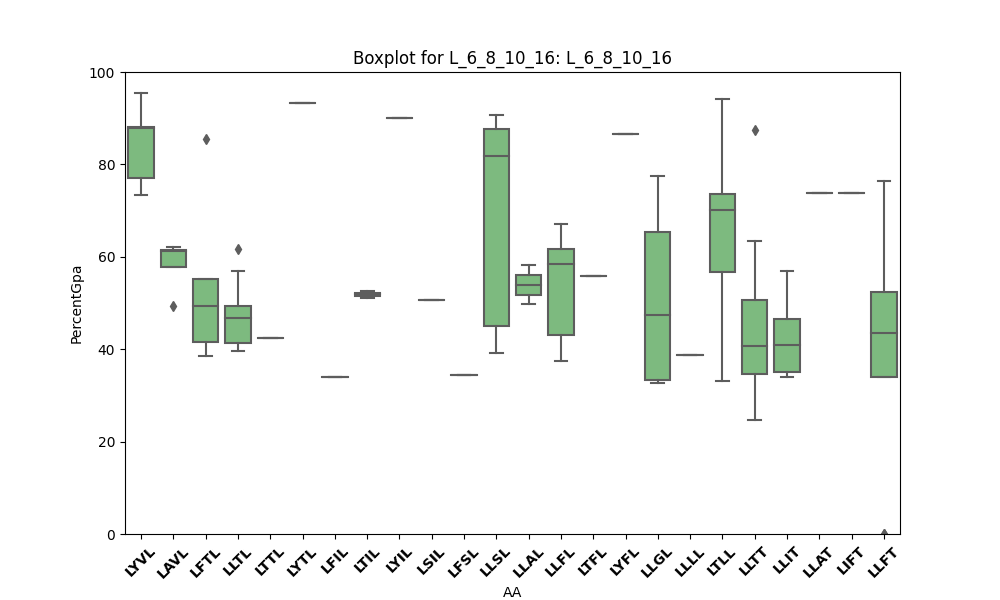 Boxplot for L_6_8_10_16: L_6_8_10_16
PercentGpa
100
80
60
40
20
0
LYVL LAVL LFTL LLTL LTTL LYTL LFIL LTIL LYIL LSIL LFSL LLSL LLAL LLFL LTFL LYFL LLGL LLLL LTLL LLTT LLIT LLAT LIFT LLFT
AA